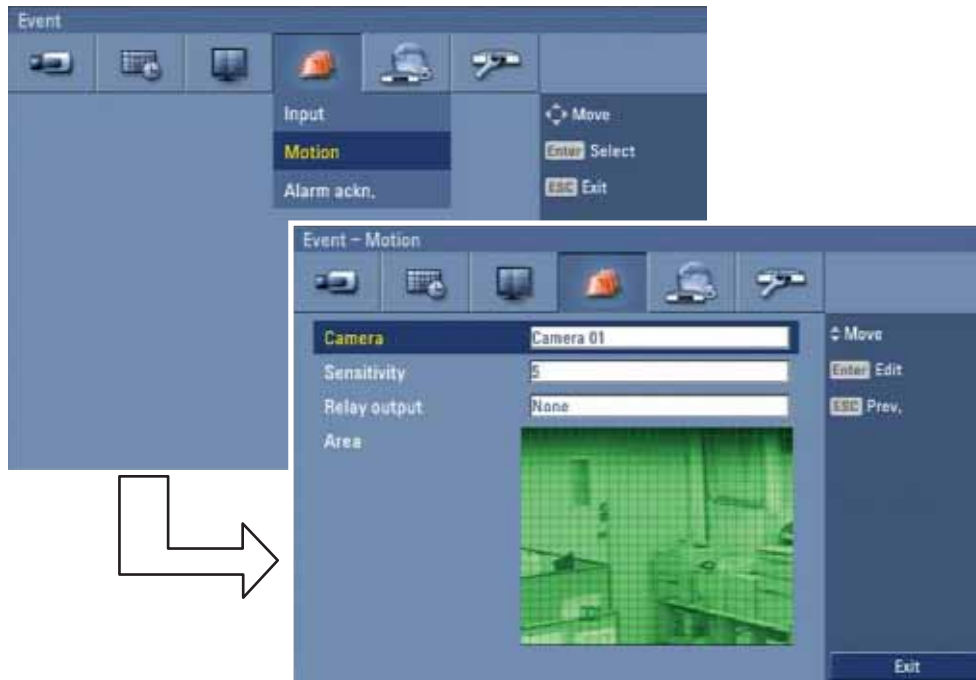 Event
Input
Motion
Alarm ackn.
Move
Enter Select
ESC Exit
Event – Motion
Camera Camera 01
Sensitivity 5
Relay output None
Area
Move
Enter Edit
ESC Prev.
Exit